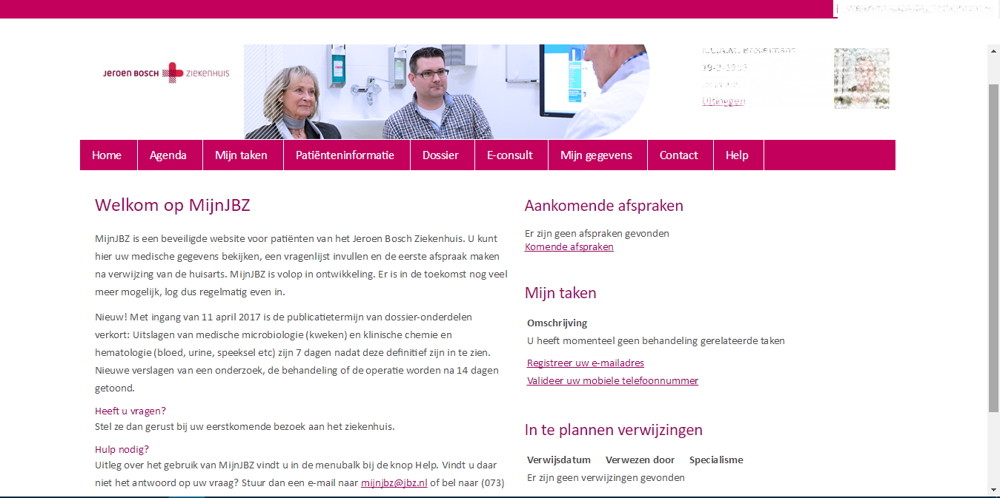 JEROEN BOSCH ZIEKENHUIS
Uitloggen
Home Agenda Mijn taken Patiënteninformatie Dossier E-consult Mijn gegevens Contact Help
Welkom op MijnJBZ
MijnJBZ is een beveiligde website voor patiënten van het Jeroen Bosch Ziekenhuis. U kunt
hier uw medische gegevens bekijken, een vragenlijst invullen en de eerste afspraak maken
na verwijzing van de huisarts. MijnJBZ is volop in ontwikkeling. Er is in de toekomst nog veel
meer mogelijk, log dus regelmatig even in.
Nieuw! Met ingang van 11 april 2017 is de publicatietermijn van dossier-onderdelen
verkort: Uitslagen van medische microbiologie (kweken) en klinische chemie en
hematologie (bloed, urine, speeksel etc) zijn 7 dagen nadat deze definitief zijn in te zien.
Nieuwe verslagen van een onderzoek, de behandeling of de operatie worden na 14 dagen
getoond.
Heeft u vragen?
Stel ze dan gerust bij uw eerstkomende bezoek aan het ziekenhuis.
Hulp nodig?
Uitleg over het gebruik van MijnJBZ vindt u in de menubalk bij de knop Help. Vindt u daar
niet het antwoord op uw vraag? Stuur dan een e-mail naar mijnjbz@jbz.nl of bel naar (073)
Aankomende afspraken
Er zijn geen afspraken gevonden
Komende afspraken
Mijn taken
Omschrijving
U heeft momenteel geen behandeling gerelateerde taken
Registreer uw e-mailadres
Valideer uw mobiele telefoonnummer
In te plannen verwijzingen
Verwijsdatum Verwezen door Specialisme
Er zijn geen verwijzingen gevonden